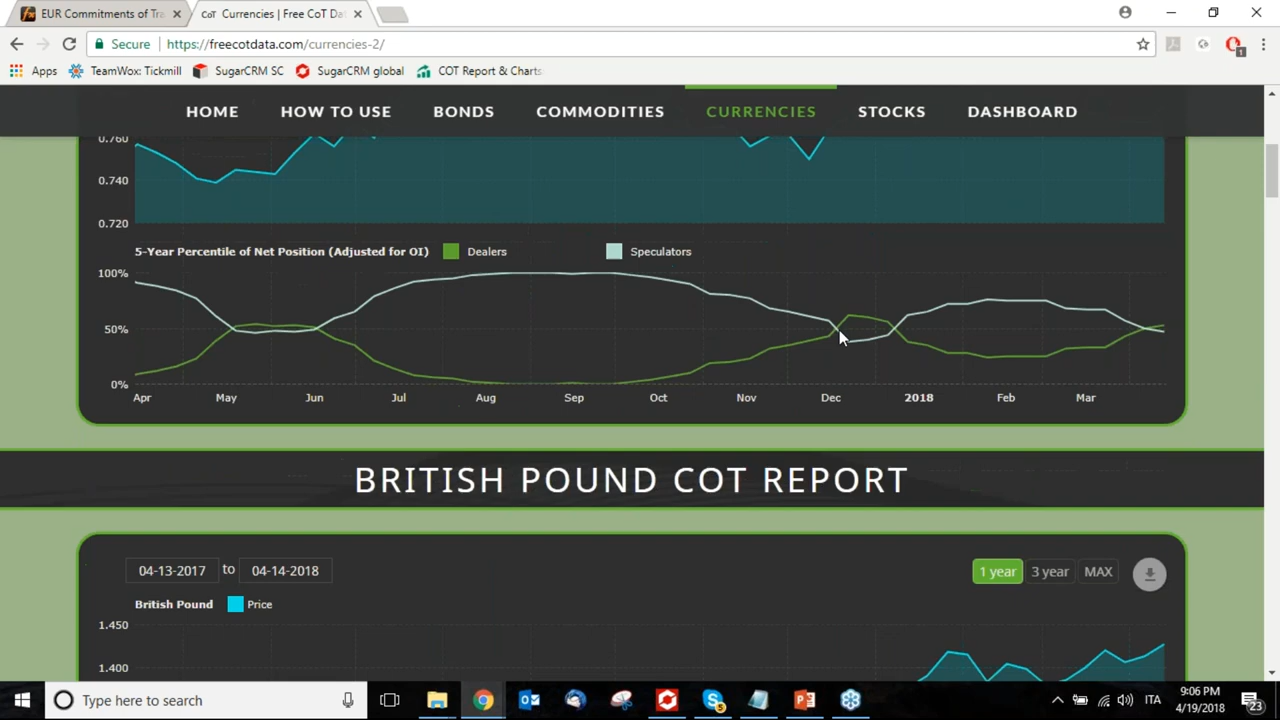 EUR Commitments of Tra
CoT Currencies | Free CoT Dat
Secure https://freecotdata.com/currencies-2/
Apps TeamWox: Tickmill SugarCRM SC SugarCRM global COT Report & Charts
HOME HOW TO USE BONDS COMMODITIES CURRENCIES STOCKS DASHBOARD
0.760
0.740
0.720
5-Year Percentile of Net Position (Adjusted for OI) Dealers Speculators
100%
50%
0%
Apr May Jun Jul Aug Sep Oct Nov Dec 2018 Feb Mar
BRITISH POUND COT REPORT
04-13-2017 to 04-14-2018 1 year 3 year MAX
British Pound Price
1.450
1.400
Type here to search
ITA
9:06 PM
4/19/2018
5
23
1